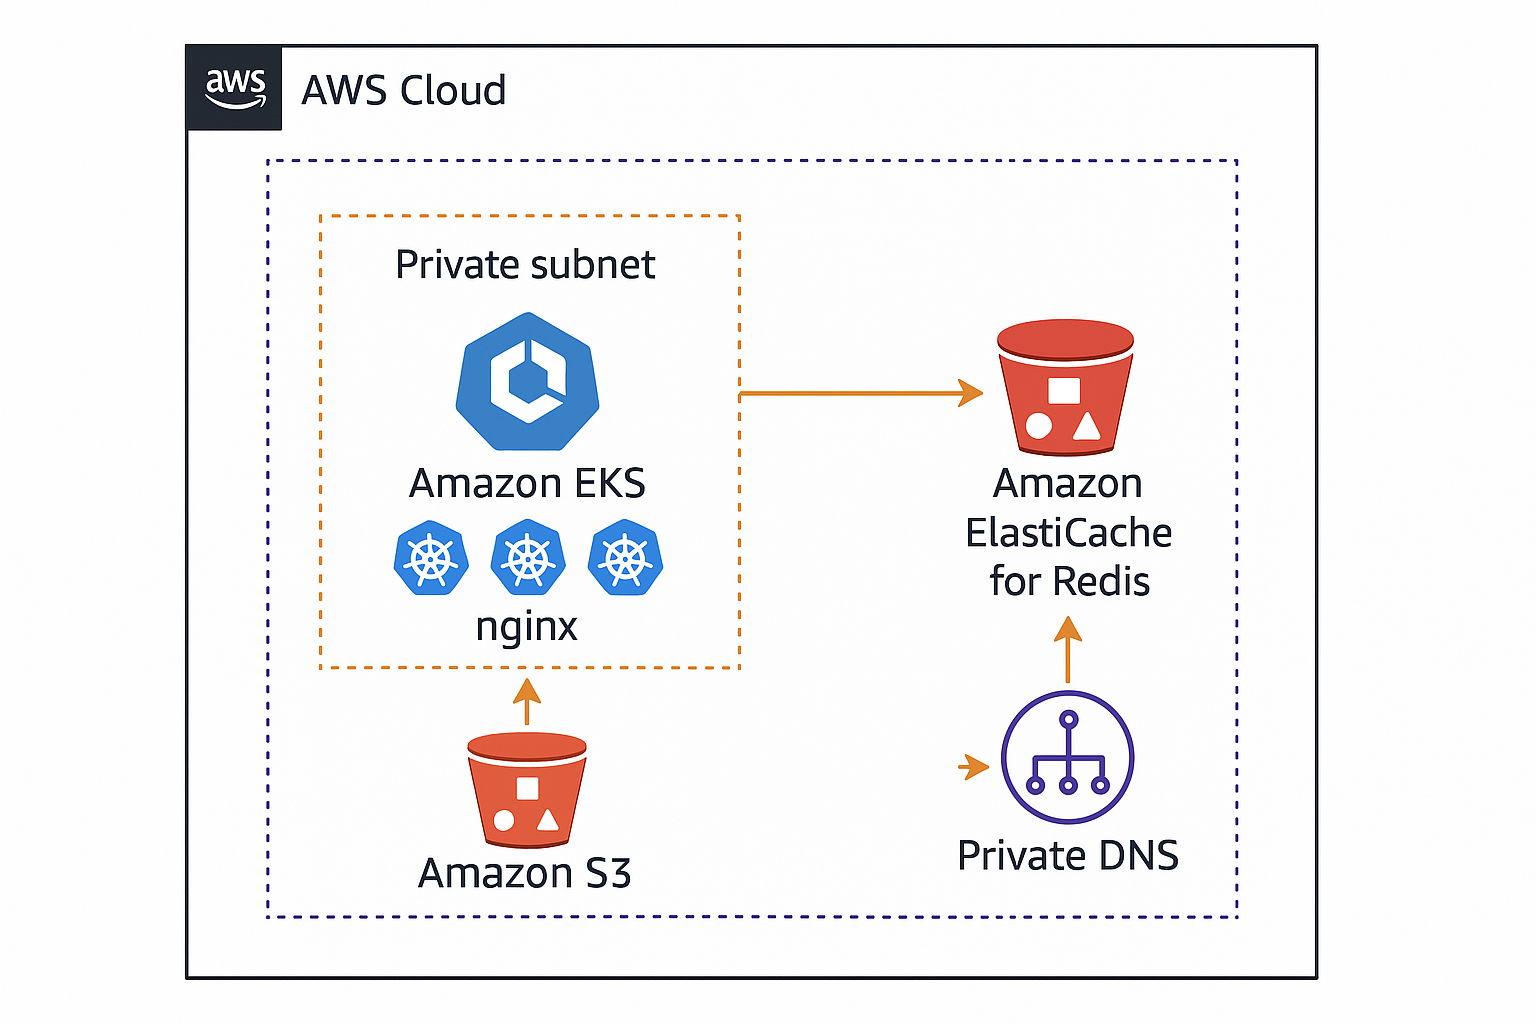 aws
AWS Cloud
Private subnet
Amazon EKS
nginx
Amazon S3
Amazon
ElastiCache
for Redis
Private DNS